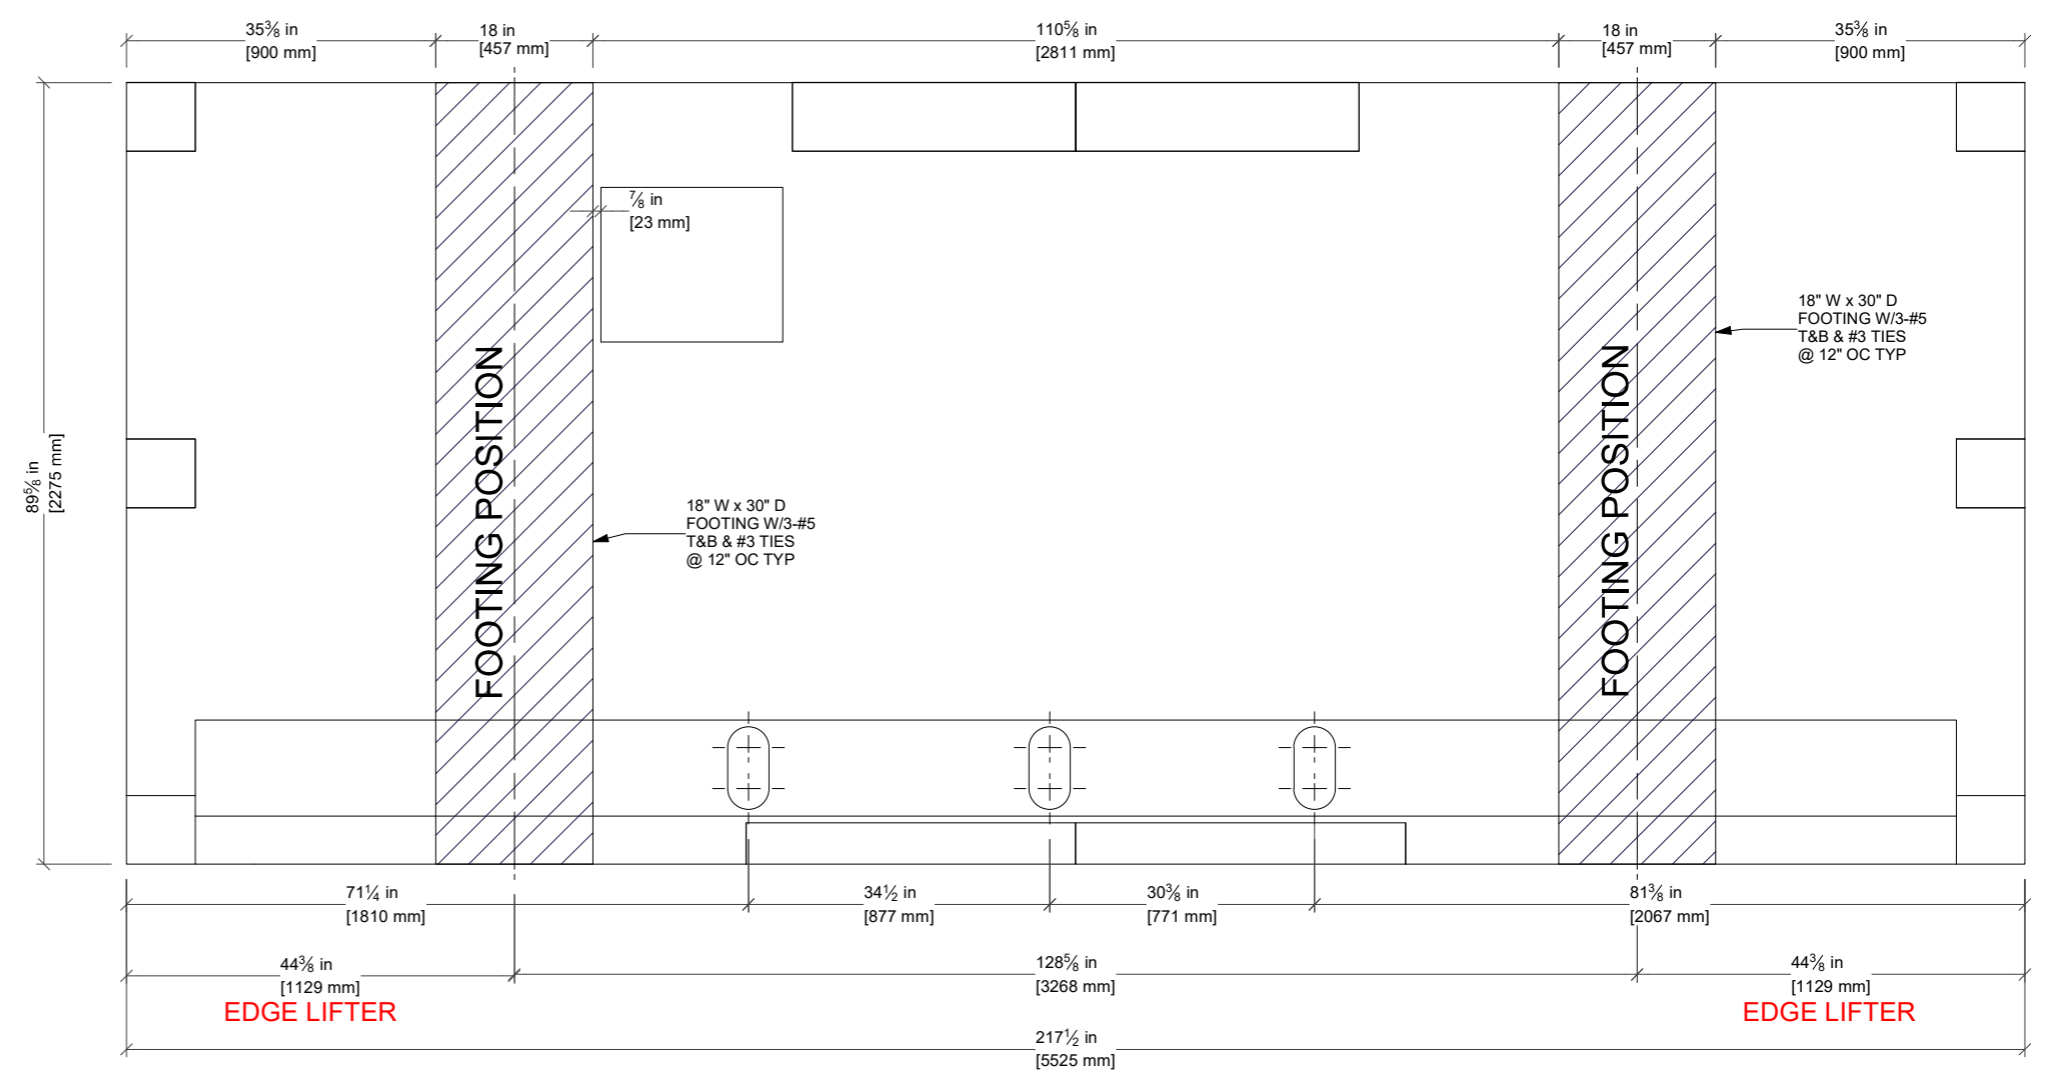 35⅜ in
[900 mm]
18 in
[457 mm]
110⅝ in
[2811 mm]
18 in
[457 mm]
35⅜ in
[900 mm]
⅞ in
[23 mm]
18" W x 30" D
FOOTING W/3-#5
T&B & #3 TIES
@ 12" OC TYP
FOOTING POSITION
FOOTING POSITION
89⅝ in
[2275 mm]
18" W x 30" D
FOOTING W/3-#5
T&B & #3 TIES
@ 12" OC TYP
71¼ in
[1810 mm]
34½ in
[877 mm]
30⅜ in
[771 mm]
81⅜ in
[2067 mm]
44⅜ in
[1129 mm]
128⅝ in
[3268 mm]
44⅜ in
[1129 mm]
EDGE LIFTER
EDGE LIFTER
217½ in
[5525 mm]